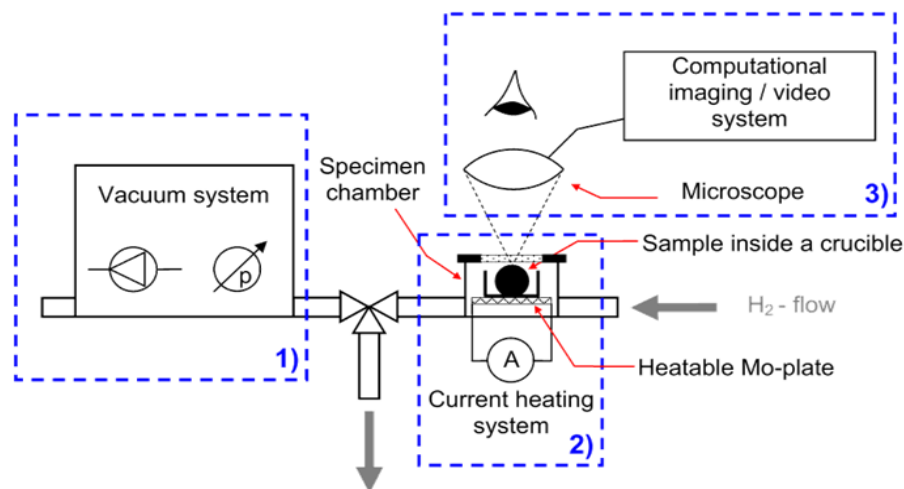 Vacuum system
p
1)
Specimen
chamber
Computational
imaging / video
system
Microscope
3)
Sample inside a crucible
H₂ - flow
Heatable Mo-plate
A
Current heating
system
2)